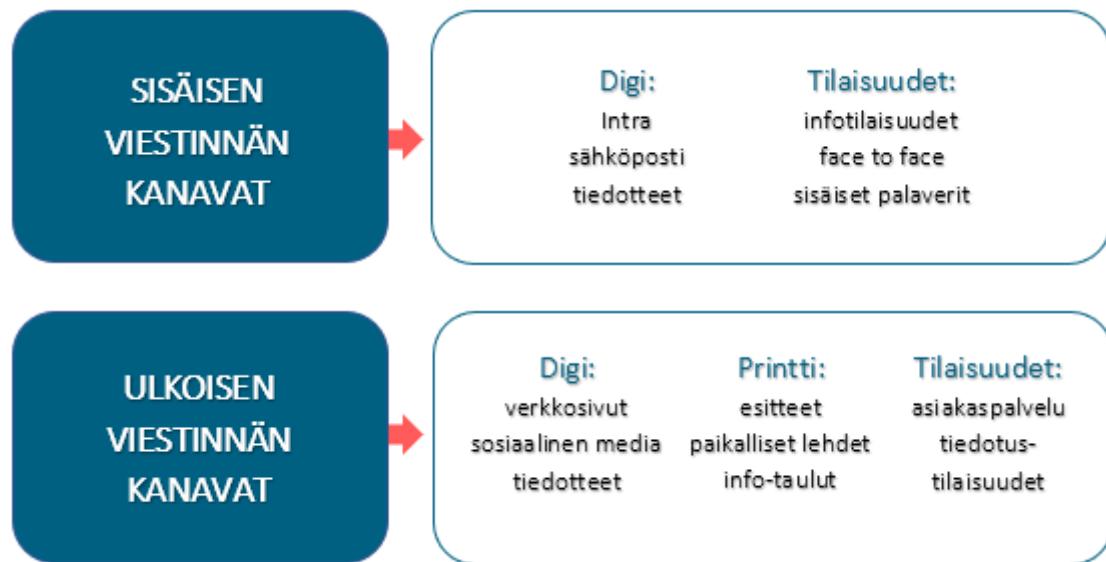 SISÄISEN
VIESTINNÄN
KANAVAT
Digi:
Intra
sähköposti
tiedotteet
Tilaisuudet:
infotilaisuudet
face to face
sisäiset palaverit
ULKOISEN
VIESTINNÄN
KANAVAT
Digi:
verkkosivut
sosiaalinen media
tiedotteet
Printti:
esitteet
paikalliset lehdet
info-taulut
Tilaisuudet:
asiakaspalvelu
tiedotus-
tilaisuudet